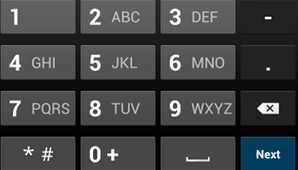 1 2 ABC 3 DEF -
4 GHI 5 JKL 6 MNO .
7 PQRS 8 TUV 9 WXYZ
* # 0 + Next